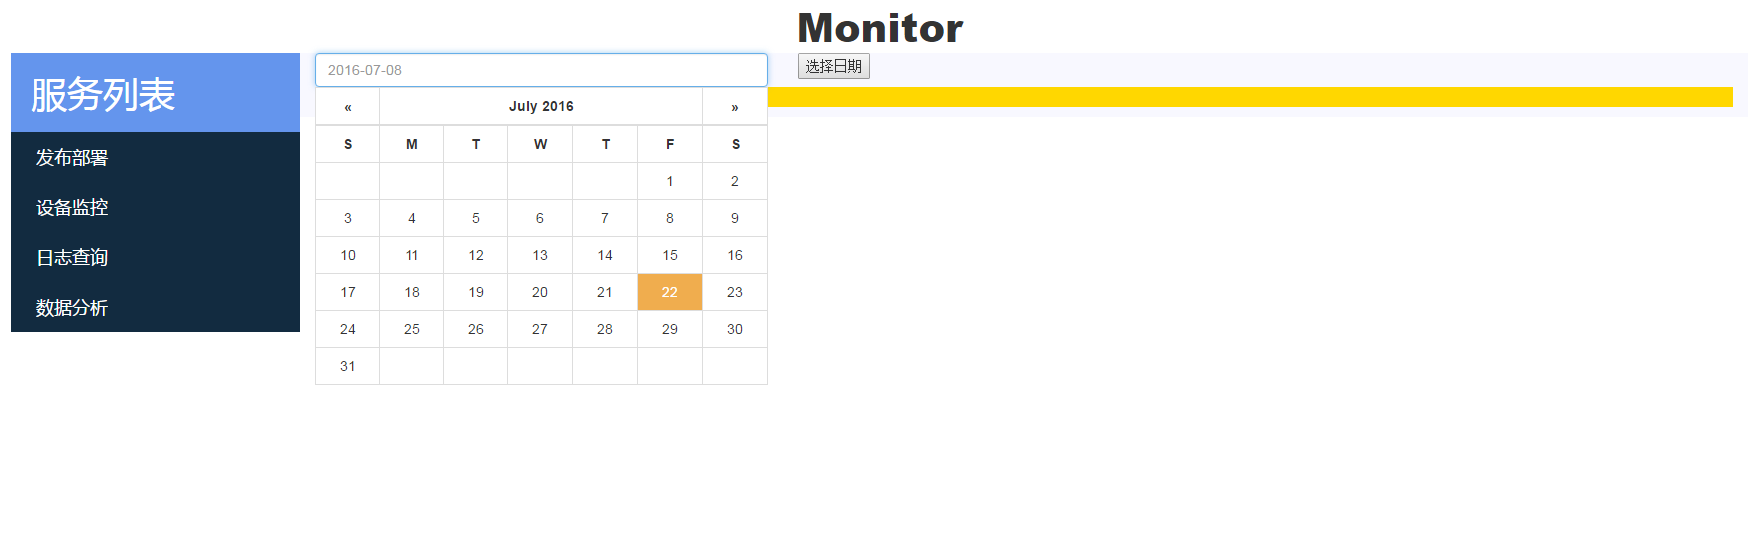 Monitor
服务列表
发布部署
设备监控
日志查询
数据分析
2016-07-08
选择日期
« July 2016 »
S M T W T F S
1 2
3 4 5 6 7 8 9
10 11 12 13 14 15 16
17 18 19 20 21 22 23
24 25 26 27 28 29 30
31